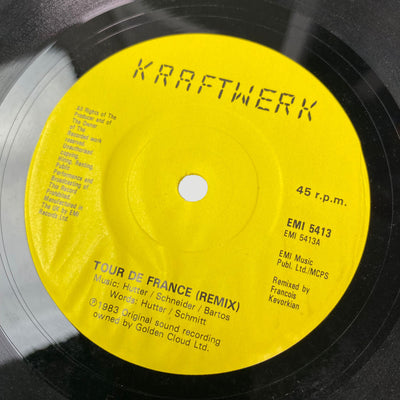 KRAFTWERK
All Rights of The
Producer and of
The Owner
of The
Recorded work
reserved.
Unauthorised
copying,
Hiring, Renting,
Public
Performance and
Broadcasting of
This Record
Prohibited.
Manufactured in
The UK by EMI
Records Ltd.
45 r.p.m.
EMI 5413
EMI 5413A
EMI Music
Publ. Ltd./MCPS
Remixed by
Francois
Kevorkian
TOUR DE FRANCE (REMIX)
Music: Hutter/Schneider/Bartos
Words: Hutter/Schmitt
℗1983 Original sound recording
owned by Golden Cloud Ltd.